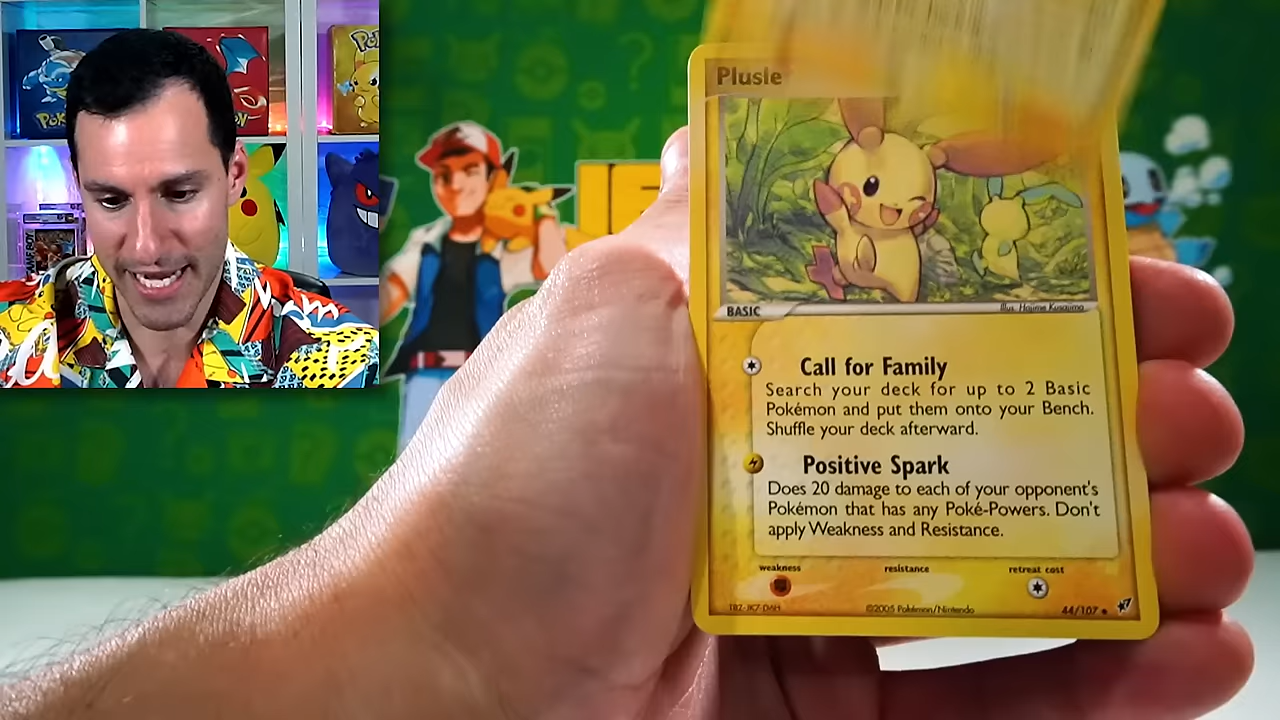 Plusle
BASIC
Illus. Hajime Kusajima
Call for Family
Search your deck for up to 2 Basic
Pokémon and put them onto your Bench.
Shuffle your deck afterward.
Positive Spark
Does 20 damage to each of your opponent's
Pokémon that has any Poké-Powers. Don't
apply Weakness and Resistance.
weakness
resistance
retreat cost
©2005 Pokémon/Nintendo
44/107